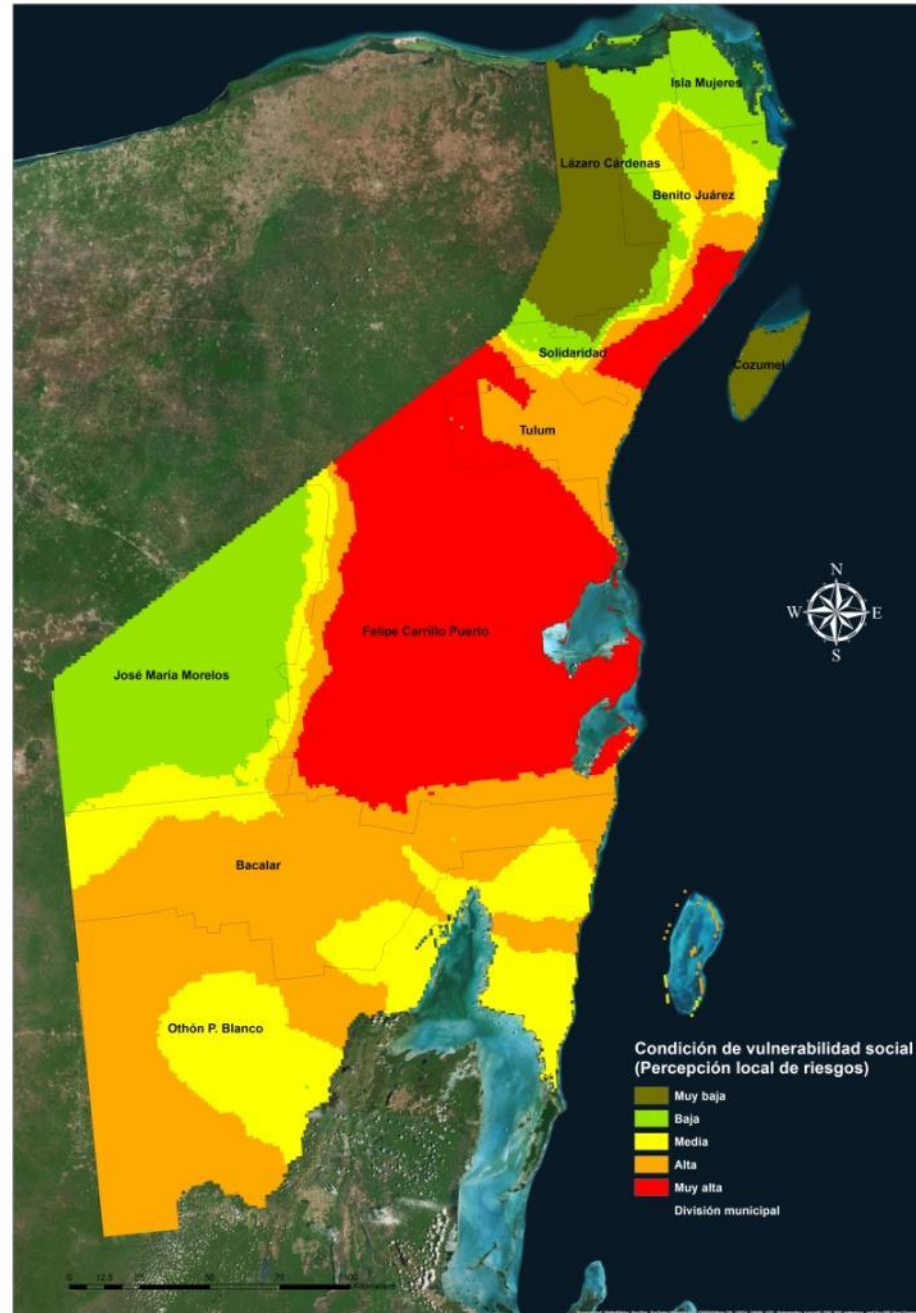 Isla Mujeres
Lázaro Cárdenas
Benito Juárez
Solidaridad
Cozumel
Tulum
N
W E
S
Felipe Carrillo Puerto
José María Morelos
Bacalar
Othón P. Blanco
Condición de vulnerabilidad social
(Percepción local de riesgos)
Muy baja
Baja
Media
Alta
Muy alta
División municipal
0 12.5 25 50 75 100
Kilometers